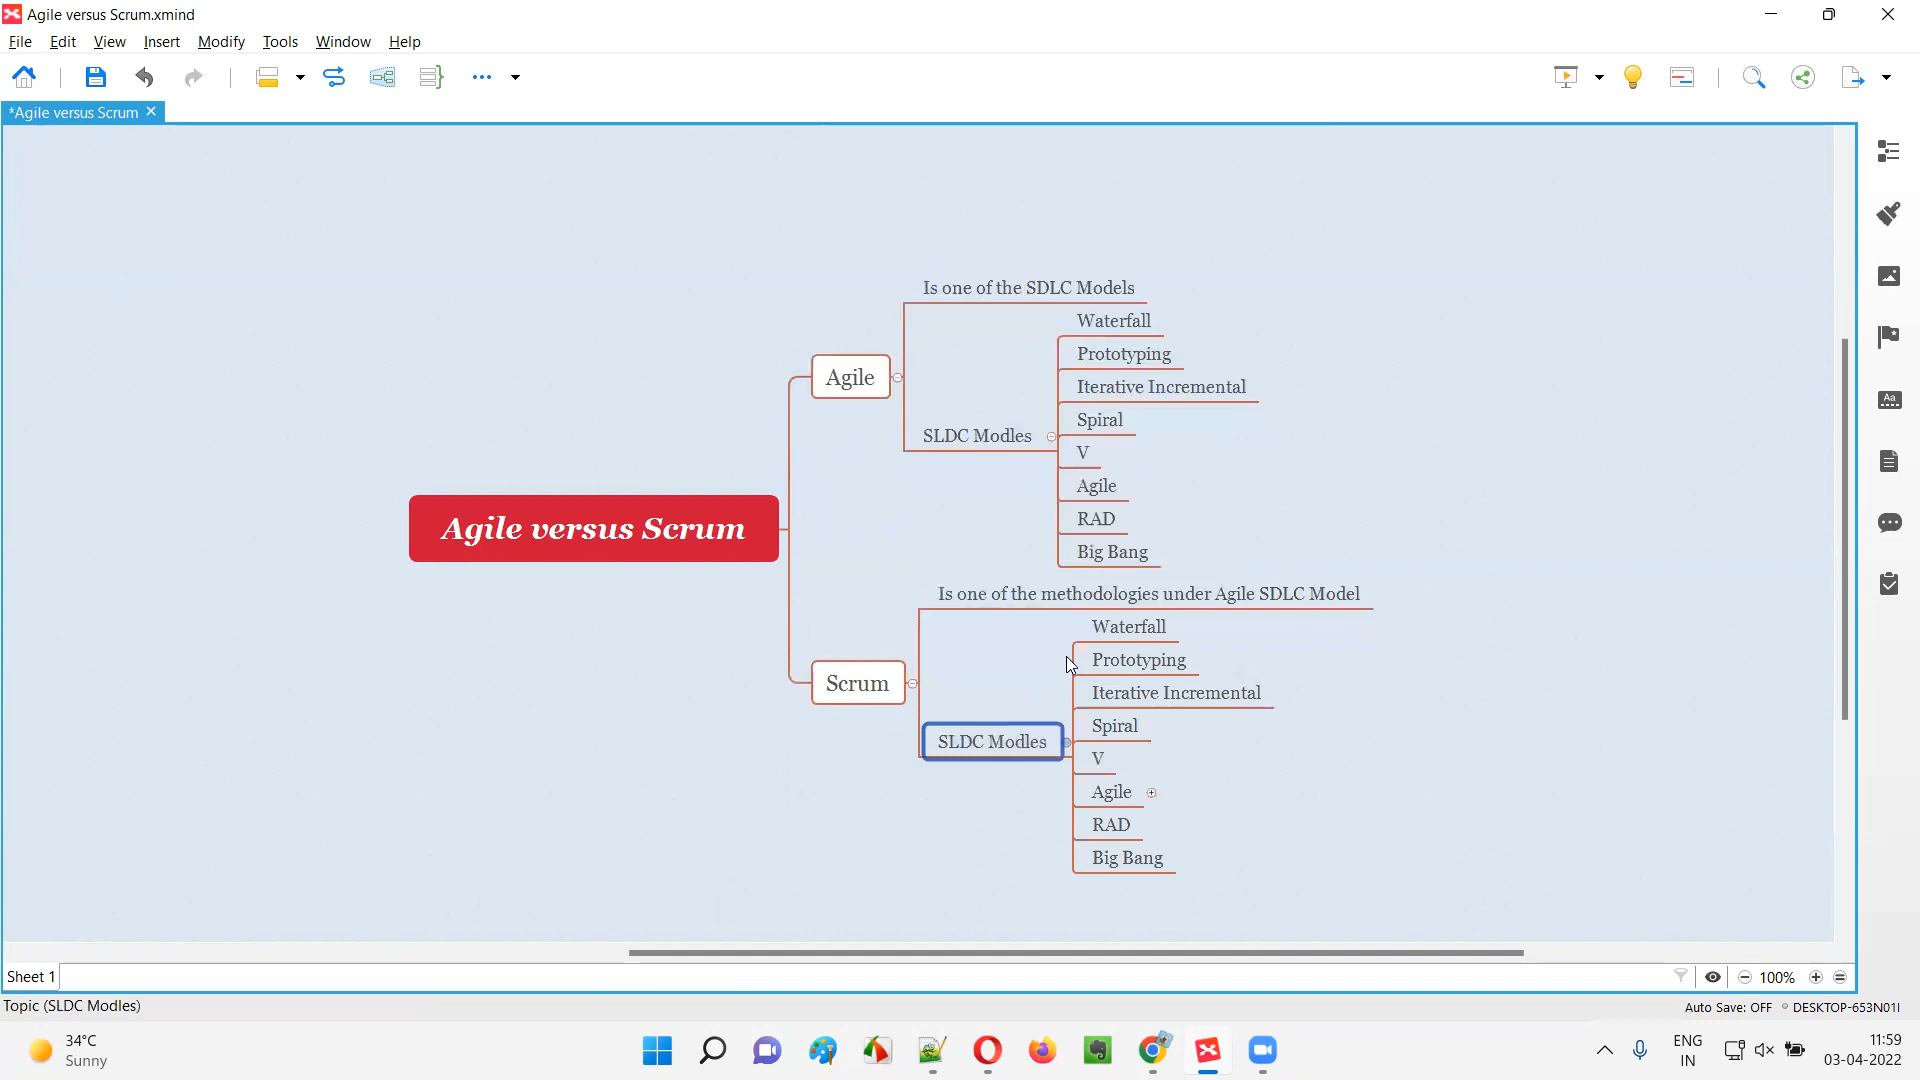 Agile versus Scrum.xmind
File Edit View Insert Modify Tools Window Help
*Agile versus Scrum
Is one of the SDLC Models
Waterfall
Prototyping
Agile
Iterative Incremental
Spiral
SLDC Modles
V
Agile
RAD
Agile versus Scrum
Big Bang
Is one of the methodologies under Agile SDLC Model
Waterfall
Prototyping
Scrum
Iterative Incremental
Spiral
SLDC Modles
V
Agile
RAD
Big Bang
Sheet 1
100%
Topic (SLDC Modles)
Auto Save: OFF
DESKTOP-653N01I
34°C
Sunny
ENG
IN
11:59
03-04-2022
Aa